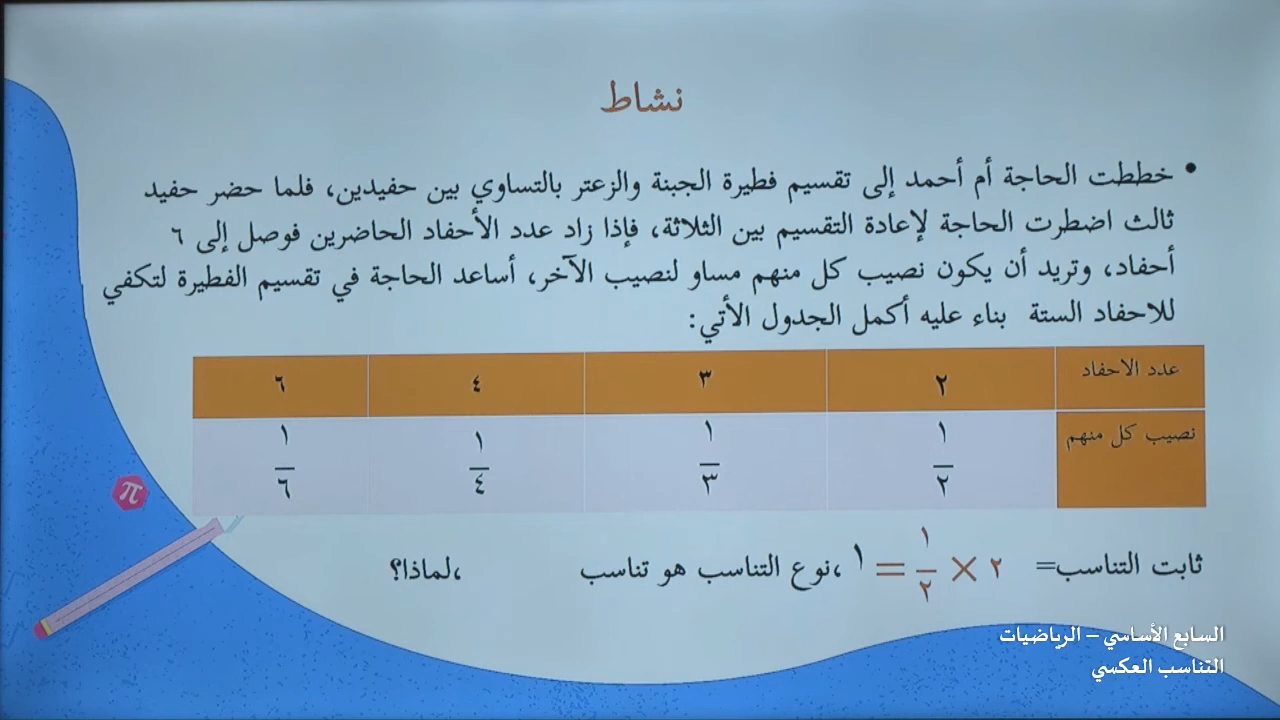 نشاط
• خططت الحاجة أم أحمد إلى تقسيم فطيرة الجبنة والزعتر بالتساوي بين حفيدين، فلما حضر حفيد
ثالث اضطرت الحاجة لإعادة التقسيم بين الثلاثة، فإذا زاد عدد الأحفاد الحاضرين فوصل إلى ٦
أحفاد، وتريد أن يكون نصيب كل منهم مساو لنصيب الآخر، أساعد الحاجة في تقسيم الفطيرة لتكفي
للاحفاد الستة بناء عليه أكمل الجدول الأتي:
عدد الاحفاد ٢ ٣ ٤ ٦
نصيب كل منهم ١/٢ ١/٣ ١/٤ ١/٦
ثابت التناسب= ٢ × ١/٢ = ١ ،نوع التناسب هو تناسب ،لماذا؟
π
السابع الأساسي – الرياضيات
التناسب العكسي